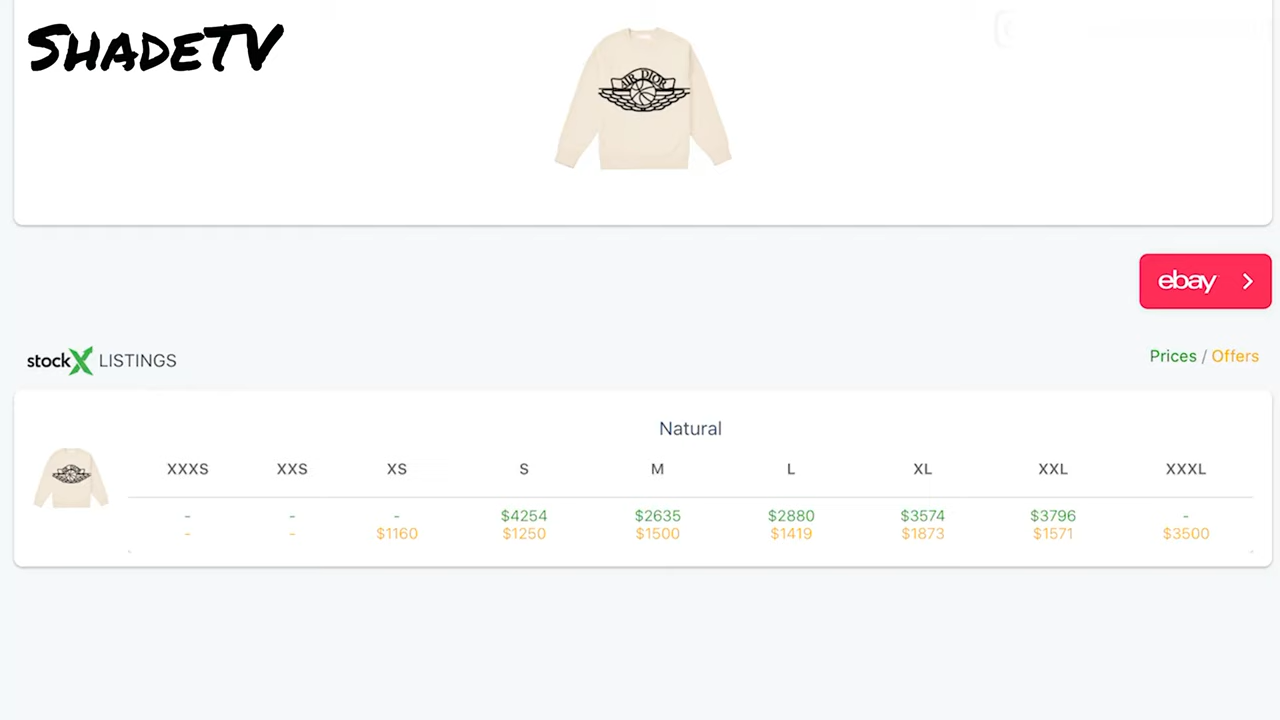 SHADETV
AIR DIOR
ebay
stockX LISTINGS
Prices / Offers
Natural
XXXS XXS XS S M L XL XXL XXXL
- - - $4254 $2635 $2880 $3574 $3796 -
- - $1160 $1250 $1500 $1419 $1873 $1571 $3500